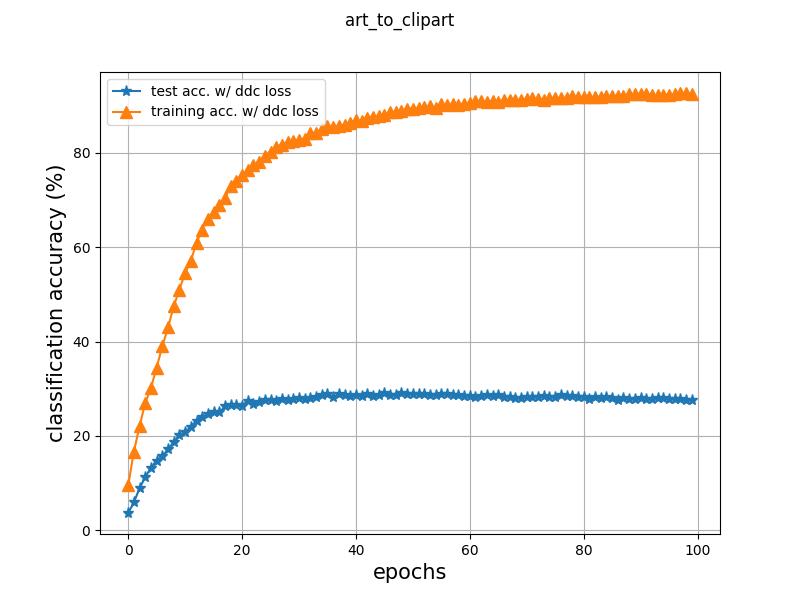 art_to_clipart
test acc. w/ ddc loss
training acc. w/ ddc loss
classification accuracy (%)
80
60
40
20
0
0 20 40 60 80 100
epochs